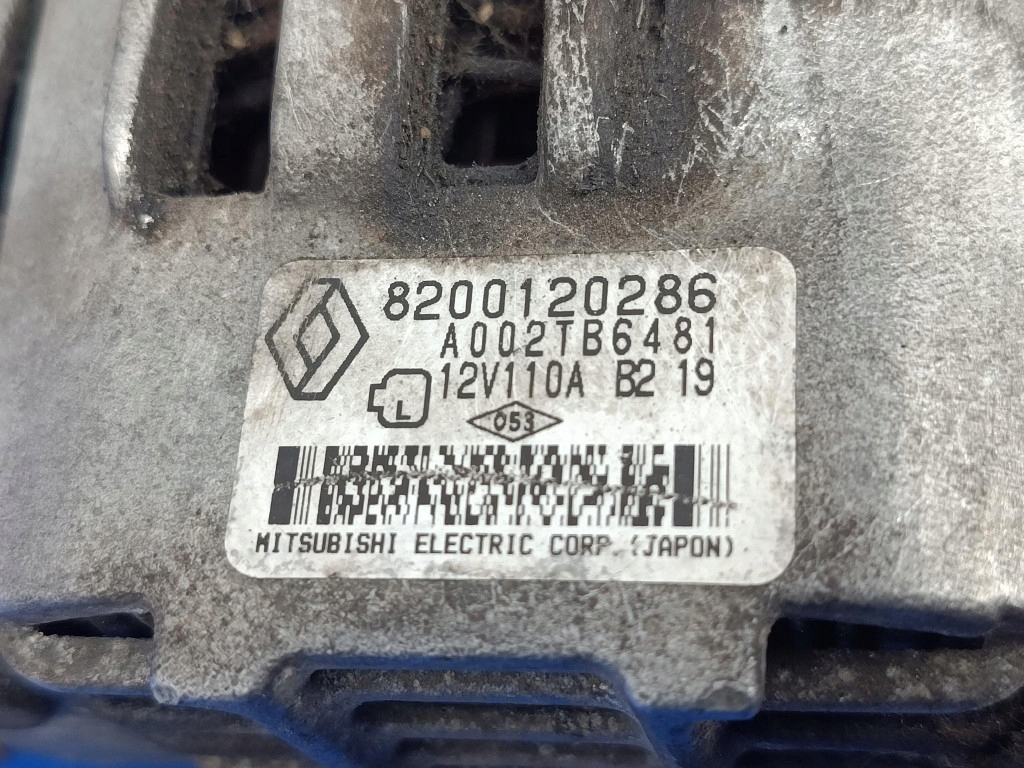 8200120286
A002TB6481
L 12V110A B2 19
053
MITSUBISHI ELECTRIC CORP.(JAPON)